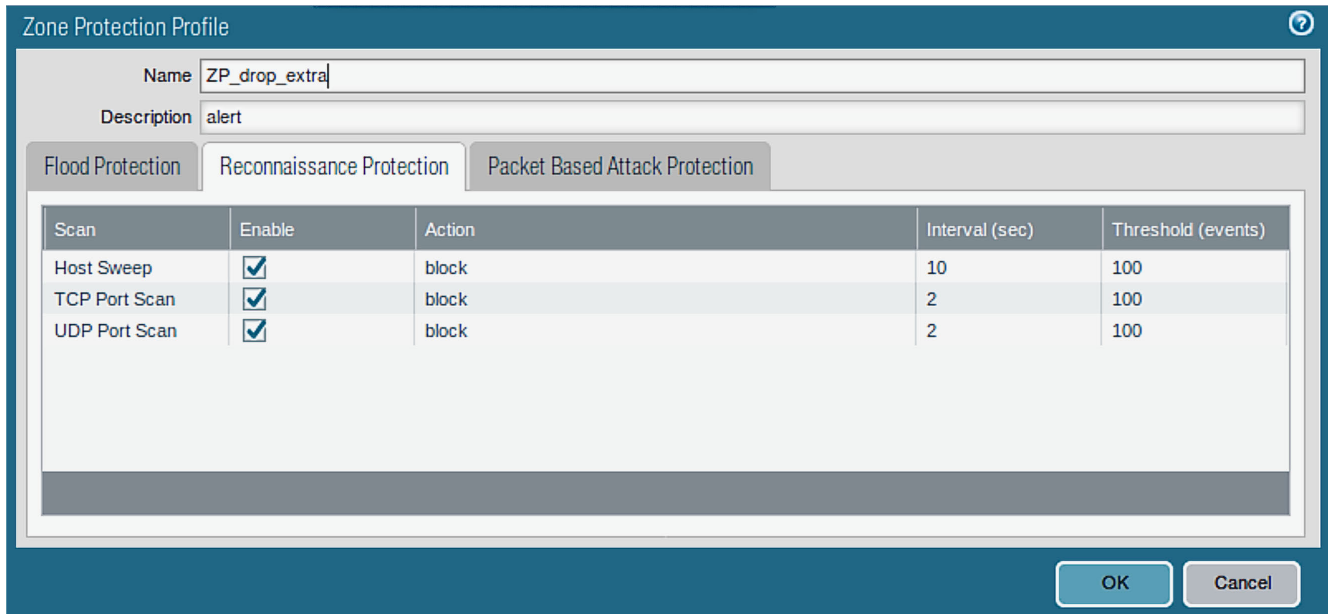 Zone Protection Profile
Name ZP_drop_extra
Description alert
Flood Protection Reconnaissance Protection Packet Based Attack Protection
Scan Enable Action Interval (sec) Threshold (events)
Host Sweep block 10 100
TCP Port Scan block 2 100
UDP Port Scan block 2 100
OK Cancel